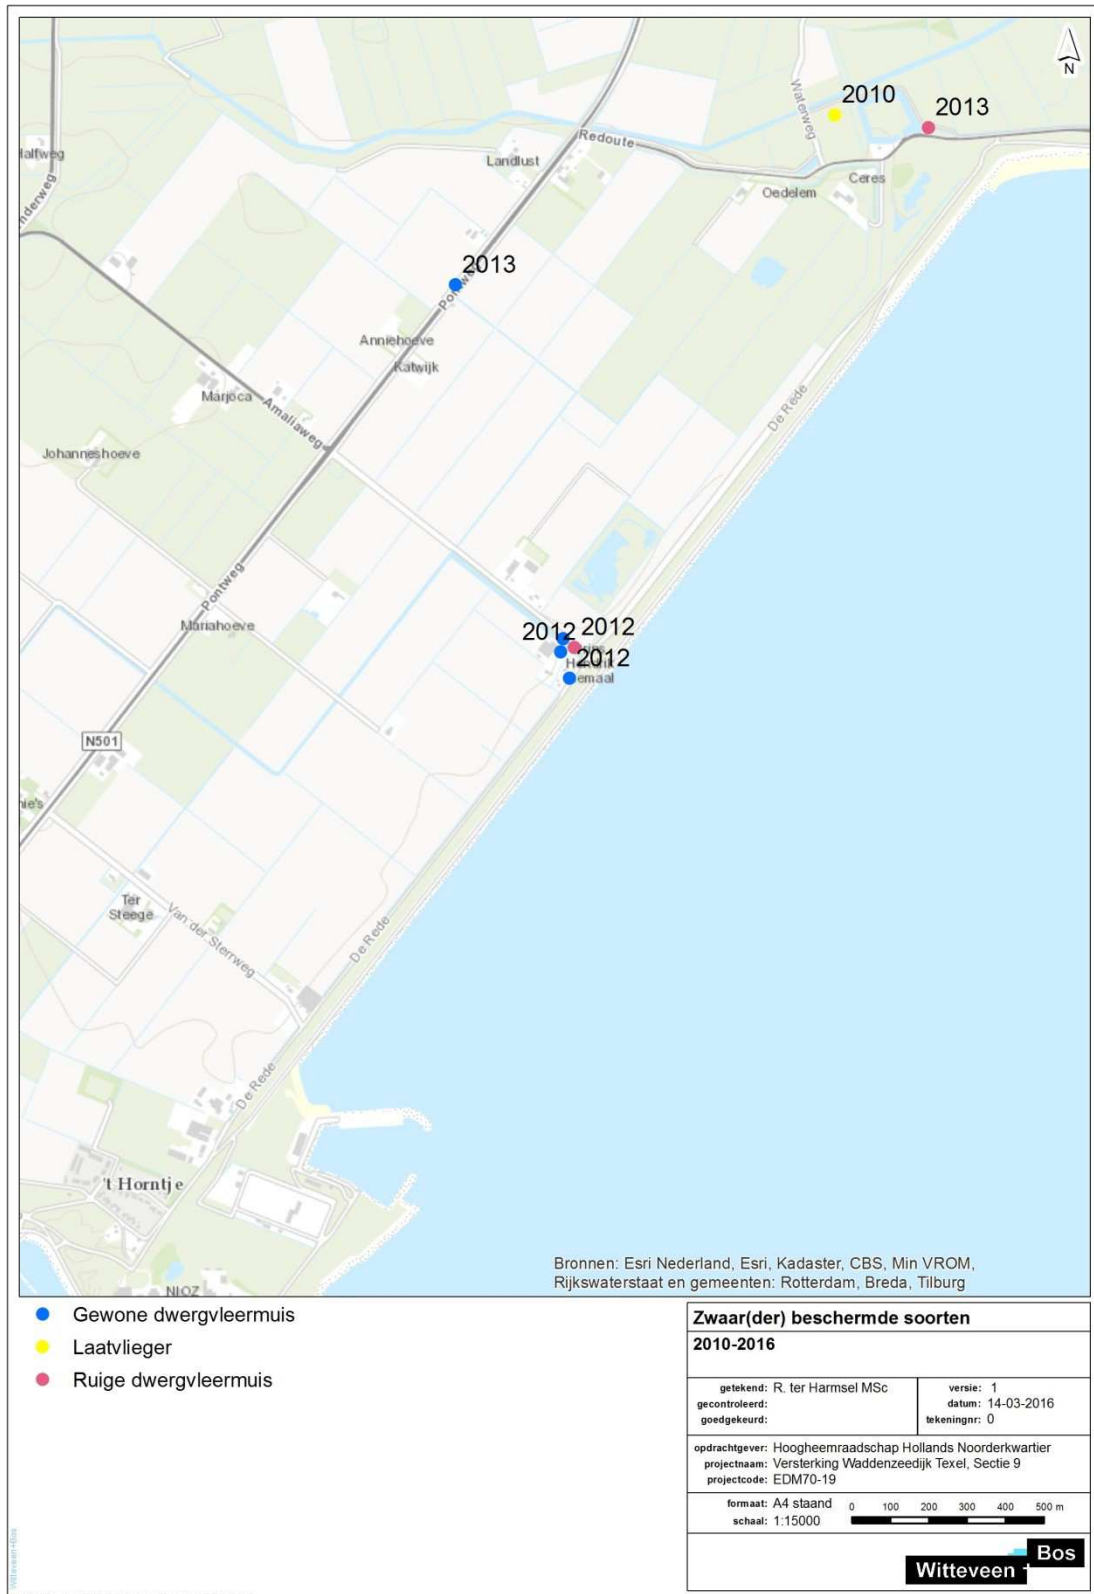 N
2010
2013
Waterweg
Redoute
Landlust
Halfweg
Ceres
Oedelem
2013
Anniehoeve
Katwijk
Marjoca
Amaliaweg
De Rede
Johanneshoeve
Pontweg
Mariahoeve
2012
2012
2012
Hendrik
N501
Ter
Steege
Van der Sterrweg
De Rede
De Rede
't Horntje
NIOZ
Bronnen: Esri Nederland, Esri, Kadaster, CBS, Min VROM,
Rijkswaterstaat en gemeenten: Rotterdam, Breda, Tilburg
Gewone dwergvleermuis
Laatvlieger
Ruige dwergvleermuis
Zwaar(der) beschermde soorten
2010-2016
getekend: R. ter Harmsel MSc
gecontroleerd:
goedgekeurd:
versie: 1
datum: 14-03-2016
tekeningnr: 0
opdrachtgever: Hoogheemraadschap Hollands Noorderkwartier
projectnaam: Versterking Waddenzeedijk Texel, Sectie 9
projectcode: EDM70-19
formaat: A4 staand
schaal: 1:15000
0 100 200 300 400 500 m
Witteveen + Bos
Witteveen+Bos